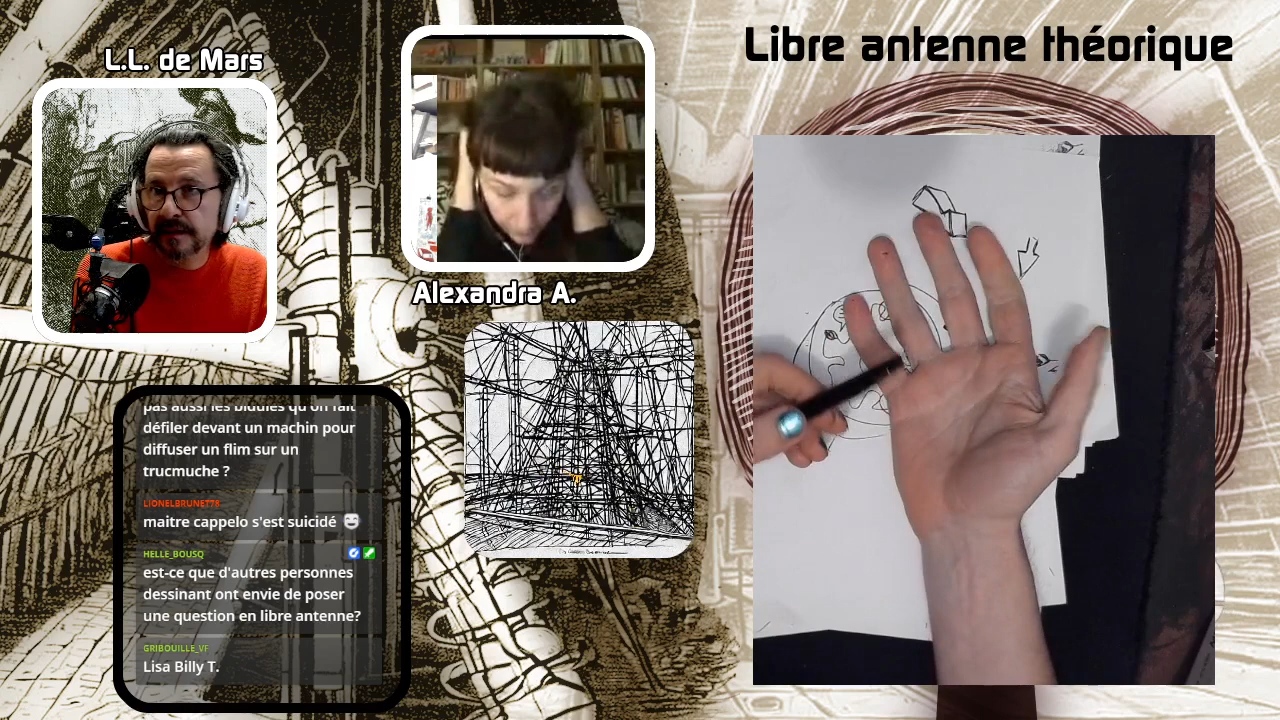 L.L. de Mars
Libre antenne théorique
Alexandra A.
pas aussi les bidules qu'on fait
défiler devant un machin pour
diffuser un flim sur un
trucmuche ?
LIONELBRUNET75
maitre cappelo s'est suicidé
HELLE_BOUSQ
est-ce que d'autres personnes
dessinant ont envie de poser
une question en libre antenne?
GRIBOUILLE_VF
Lisa Billy T.